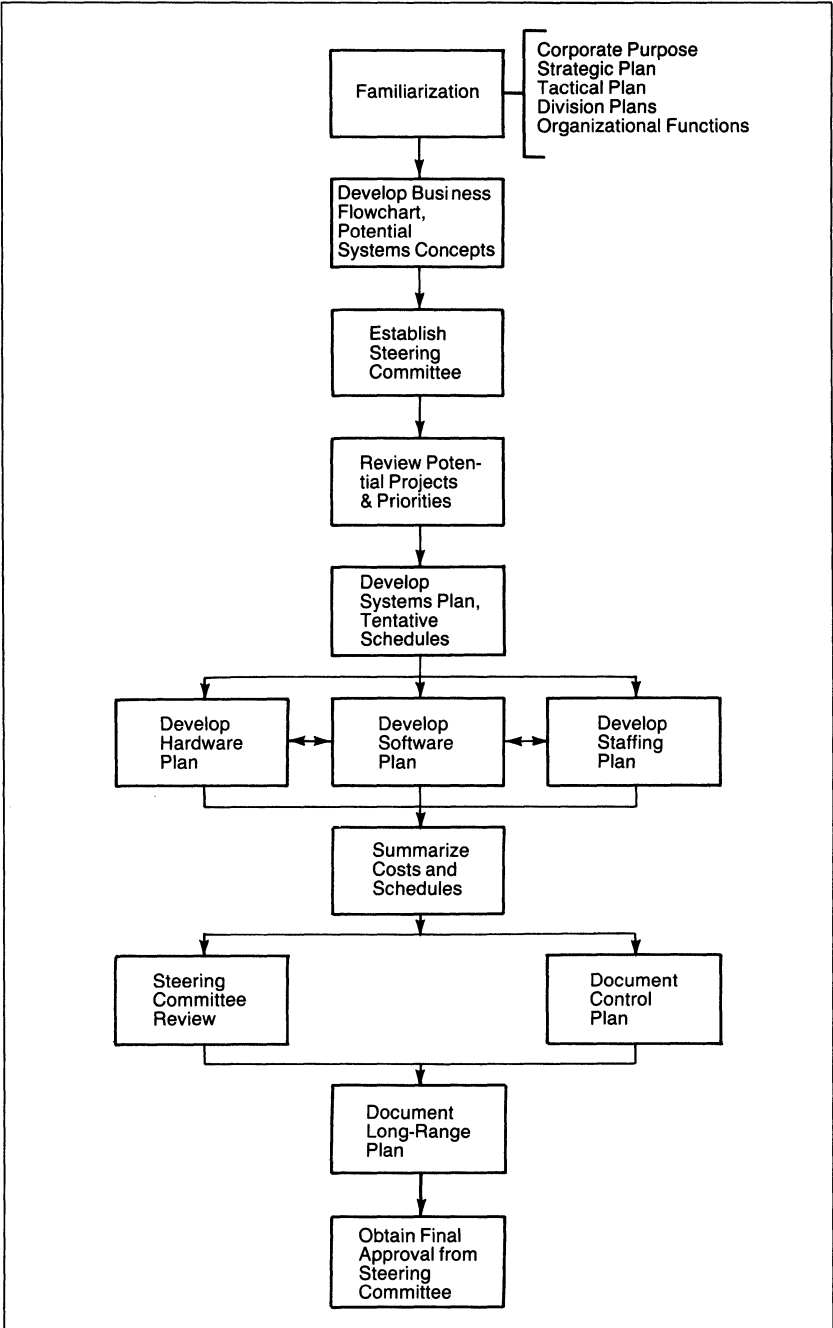 Familiarization
Corporate Purpose
Strategic Plan
Tactical Plan
Division Plans
Organizational Functions
Develop Business
Flowchart,
Potential
Systems Concepts
Establish
Steering
Committee
Review Poten-
tial Projects
& Priorities
Develop
Systems Plan,
Tentative
Schedules
Develop
Hardware
Plan
Develop
Software
Plan
Develop
Staffing
Plan
Summarize
Costs and
Schedules
Steering
Committee
Review
Document
Control
Plan
Document
Long-Range
Plan
Obtain Final
Approval from
Steering
Committee